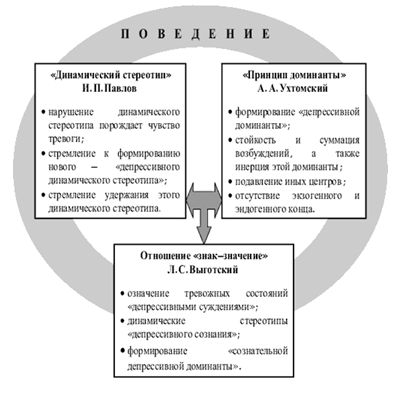 ПОВЕДЕНИЕ
«Динамический стереотип»
И. П. Павлов
• нарушение динамического
стереотипа порождает чувство
тревоги;
• стремление к формированию
нового – «депрессивного
динамического стереотипа»;
• стремление удержания этого
динамического стереотипа.
«Принцип доминанты»
А. А. Ухтомский
• формирование «депрессивной
доминанты»;
• стойкость и суммация
возбуждений, а также
инерция этой доминанты;
• подавление иных центров;
• отсутствие экзогенного и
эндогенного конца.
Отношение «знак–значение»
Л. С. Выготский
• означение тревожных состояний
«депрессивными суждениями»;
• динамические стереотипы
«депрессивного сознания»;
• формирование «сознательной
депрессивной доминанты».